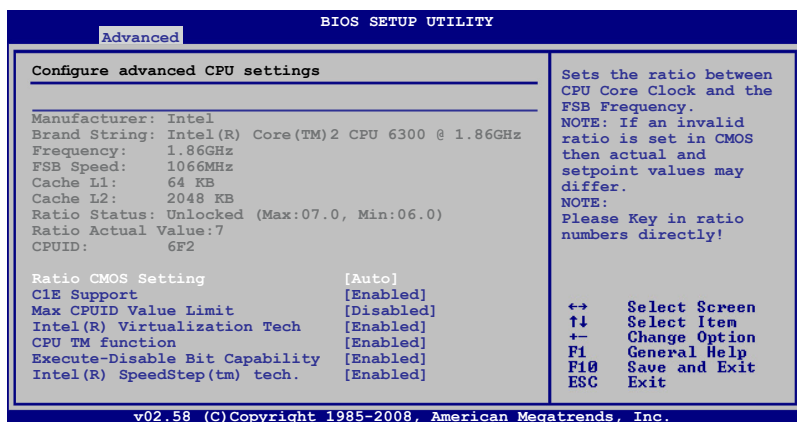 BIOS SETUP UTILITY
Advanced
Configure advanced CPU settings
Manufacturer: Intel
Brand String: Intel(R) Core(TM)2 CPU 6300 @ 1.86GHz
Frequency: 1.86GHz
FSB Speed: 1066MHz
Cache L1: 64 KB
Cache L2: 2048 KB
Ratio Status: Unlocked (Max:07.0, Min:06.0)
Ratio Actual Value:7
CPUID: 6F2
Ratio CMOS Setting [Auto]
C1E Support [Enabled]
Max CPUID Value Limit [Disabled]
Intel(R) Virtualization Tech [Enabled]
CPU TM function [Enabled]
Execute-Disable Bit Capability [Enabled]
Intel(R) SpeedStep(tm) tech. [Enabled]
Sets the ratio between
CPU Core Clock and the
FSB Frequency.
NOTE: If an invalid
ratio is set in CMOS
then actual and
setpoint values may
differ.
NOTE:
Please Key in ratio
numbers directly!
←→ Select Screen
↑↓ Select Item
+- Change Option
F1 General Help
F10 Save and Exit
ESC Exit
v02.58 (C)Copyright 1985-2008, American Megatrends, Inc.